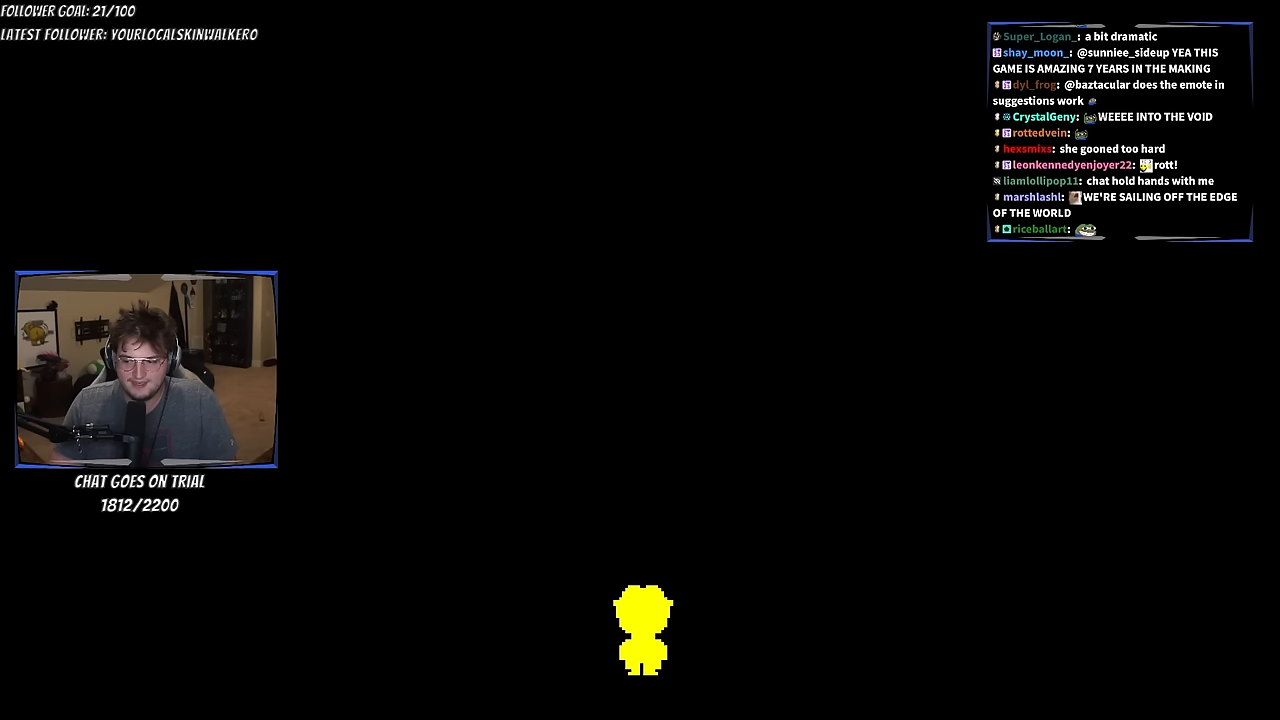 FOLLOWER GOAL: 21/100
LATEST FOLLOWER: YOURLOCALSKINWALKER0
Super_Logan_: a bit dramatic
shay_moon_: @sunniee_sideup YEA THIS
GAME IS AMAZING 7 YEARS IN THE MAKING
dyl_frog: @baztacular does the emote in
suggestions work
CrystalGeny: WEEEE INTO THE VOID
rottedvein:
hexsmixs: she gooned too hard
leonkennedyenjoyer22: rott!
liamlollipop11: chat hold hands with me
marshlashl: WE'RE SAILING OFF THE EDGE
OF THE WORLD
riceballart:
CHAT GOES ON TRIAL
1812/2200